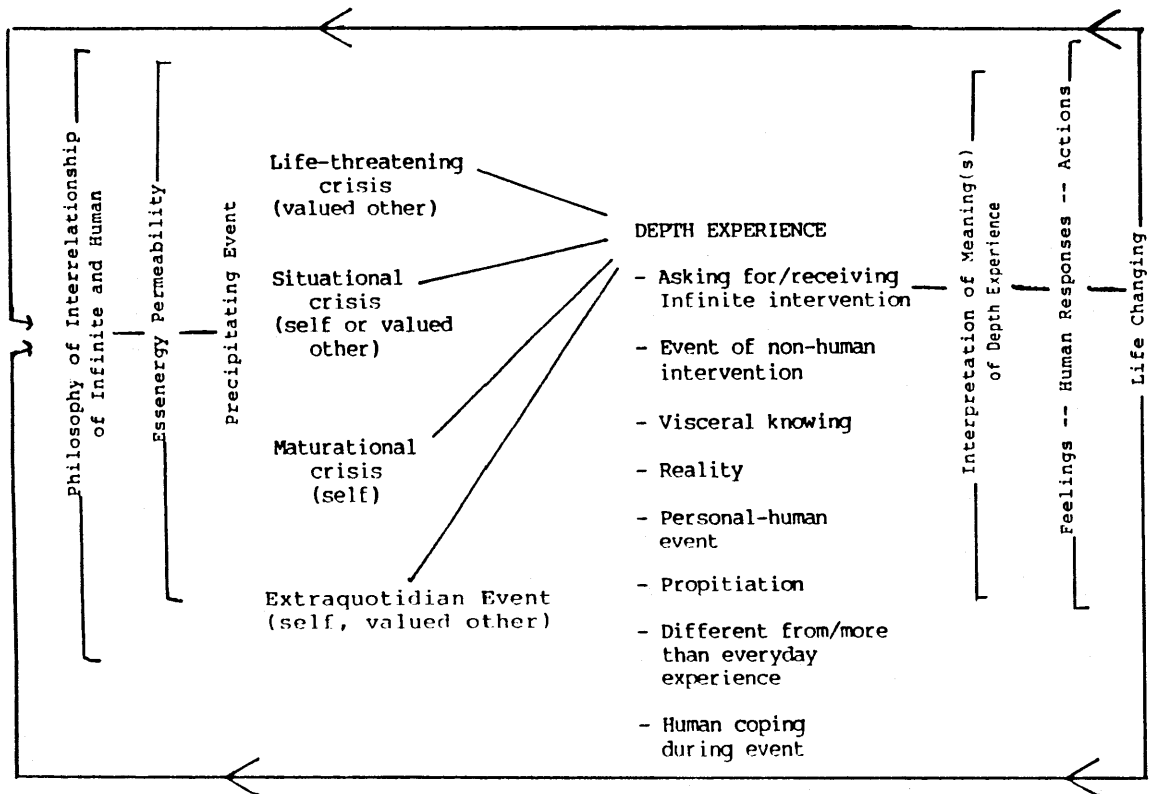 Philosophy of Interrelationship
of Infinite and Human
Essenergy Permeability
Precipitating Event
Life-threatening
crisis
(valued other)
Situational
crisis
(self or valued
other)
Maturational
crisis
(self)
Extraquotidian Event
(self, valued other)
DEPTH EXPERIENCE
- Asking for/receiving
Infinite intervention
- Event of non-human
intervention
- Visceral knowing
- Reality
- Personal-human
event
- Propitiation
- Different from/more
than everyday
experience
- Human coping
during event
Interpretation of Meaning(s)
of Depth Experience
Feelings -- Human Responses -- Actions
Life Changing